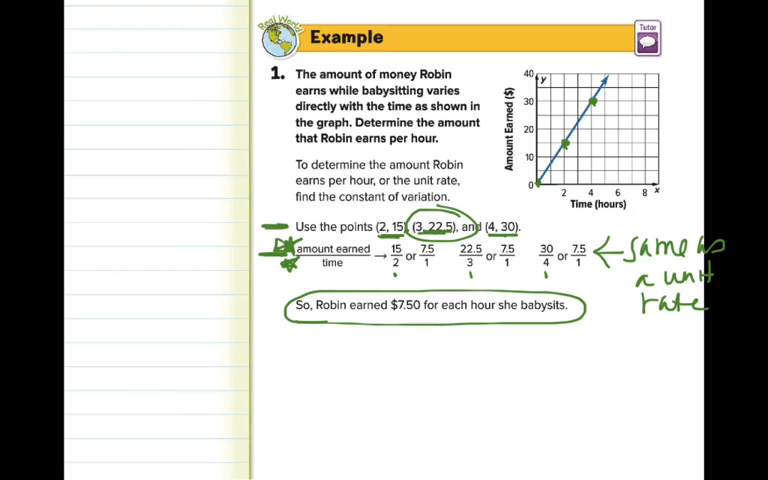 Real World
Example
Tutor
1. The amount of money Robin
earns while babysitting varies
directly with the time as shown in
the graph. Determine the amount
that Robin earns per hour.
To determine the amount Robin
earns per hour, or the unit rate,
find the constant of variation.
Amount Earned ($)
40
30
20
10
0
y
2 4 6 8 x
Time (hours)
Use the points (2, 15), (3, 22.5), and (4, 30).
amount earned/time → 15/2 or 7.5/1 22.5/3 or 7.5/1 30/4 or 7.5/1
same as
a unit
rate
So, Robin earned $7.50 for each hour she babysits.